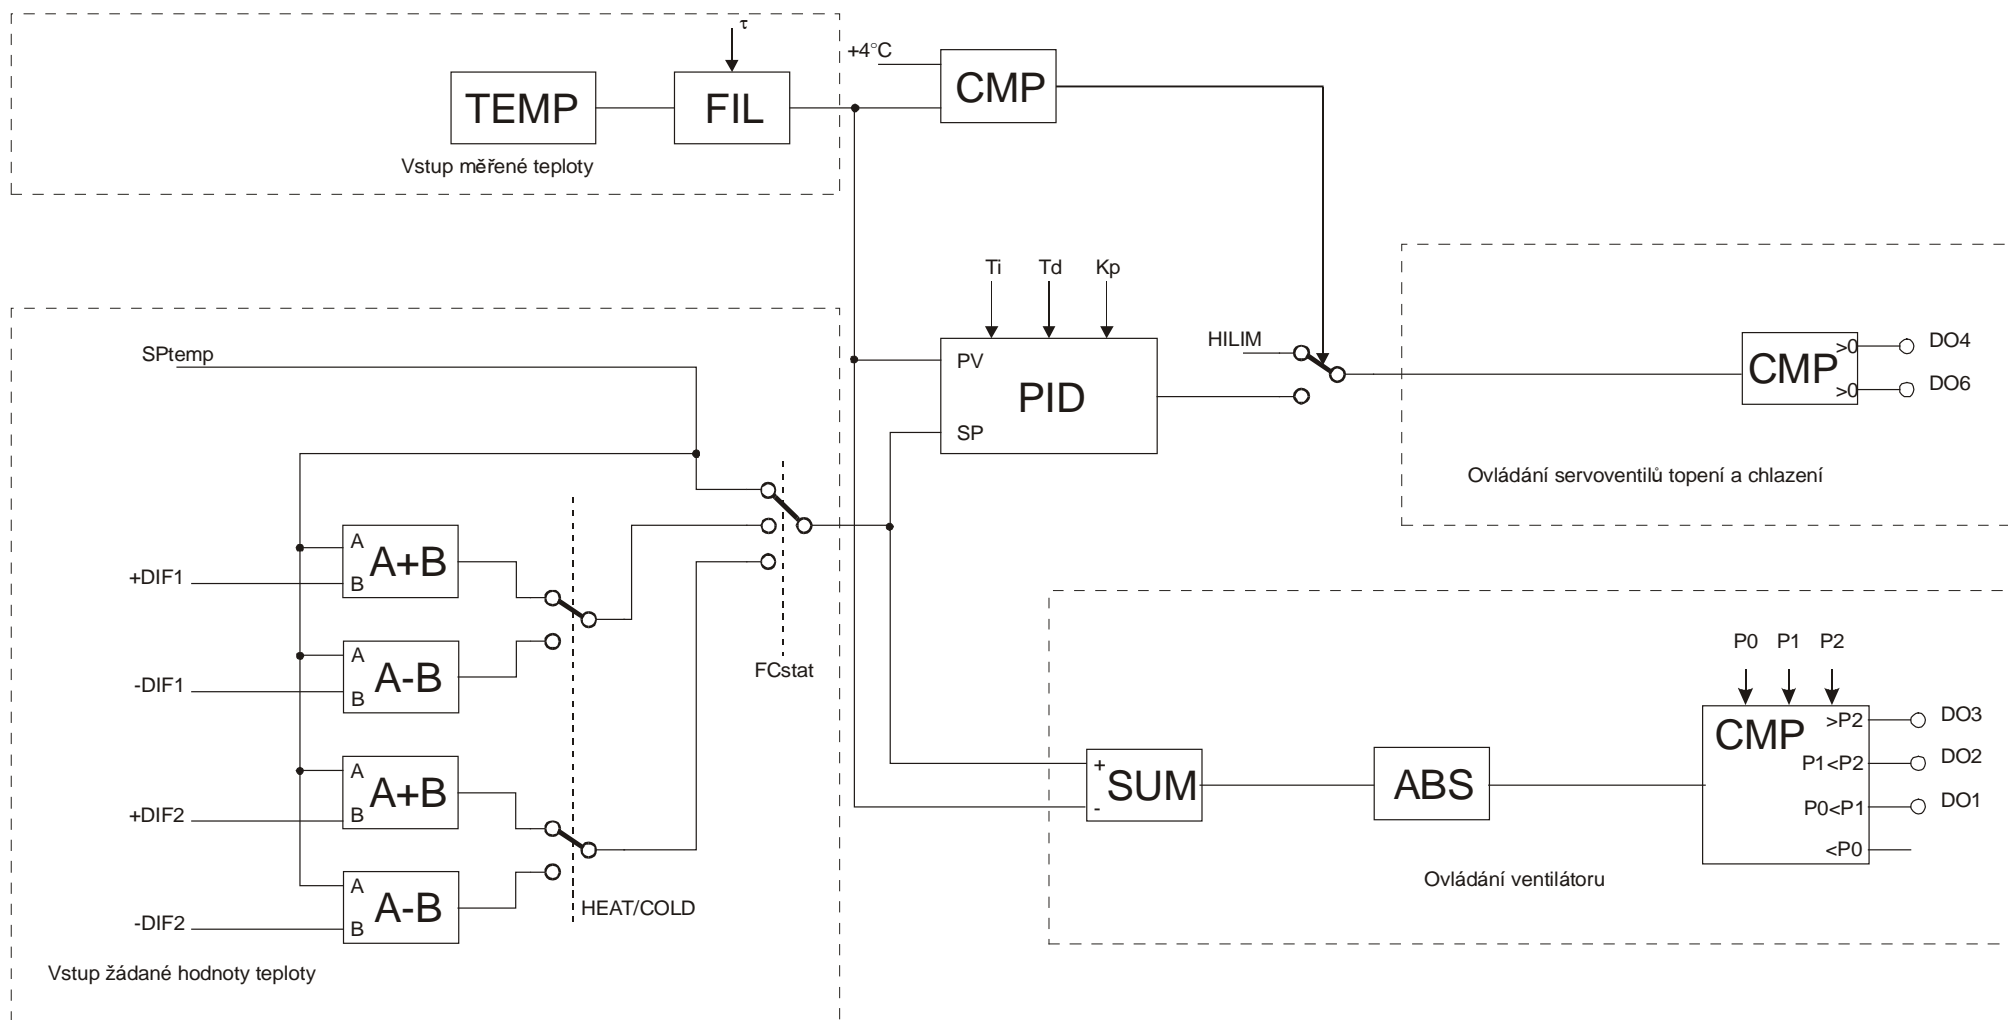 τ
TEMP
FIL
Vstup měřené teploty
+4°C
CMP
Ti
Td
Kp
PV
PID
SP
HILIM
CMP
>0
>0
DO4
DO6
Ovládání servoventilů topení a chlazení
SPtemp
+DIF1
A
B
A+B
-DIF1
A
B
A-B
+DIF2
A
B
A+B
-DIF2
A
B
A-B
HEAT/COLD
FCstat
Vstup žádané hodnoty teploty
+
-
SUM
ABS
P0
P1
P2
CMP
>P2
P1<P2
P0<P1
<P0
DO3
DO2
DO1
Ovládání ventilátoru